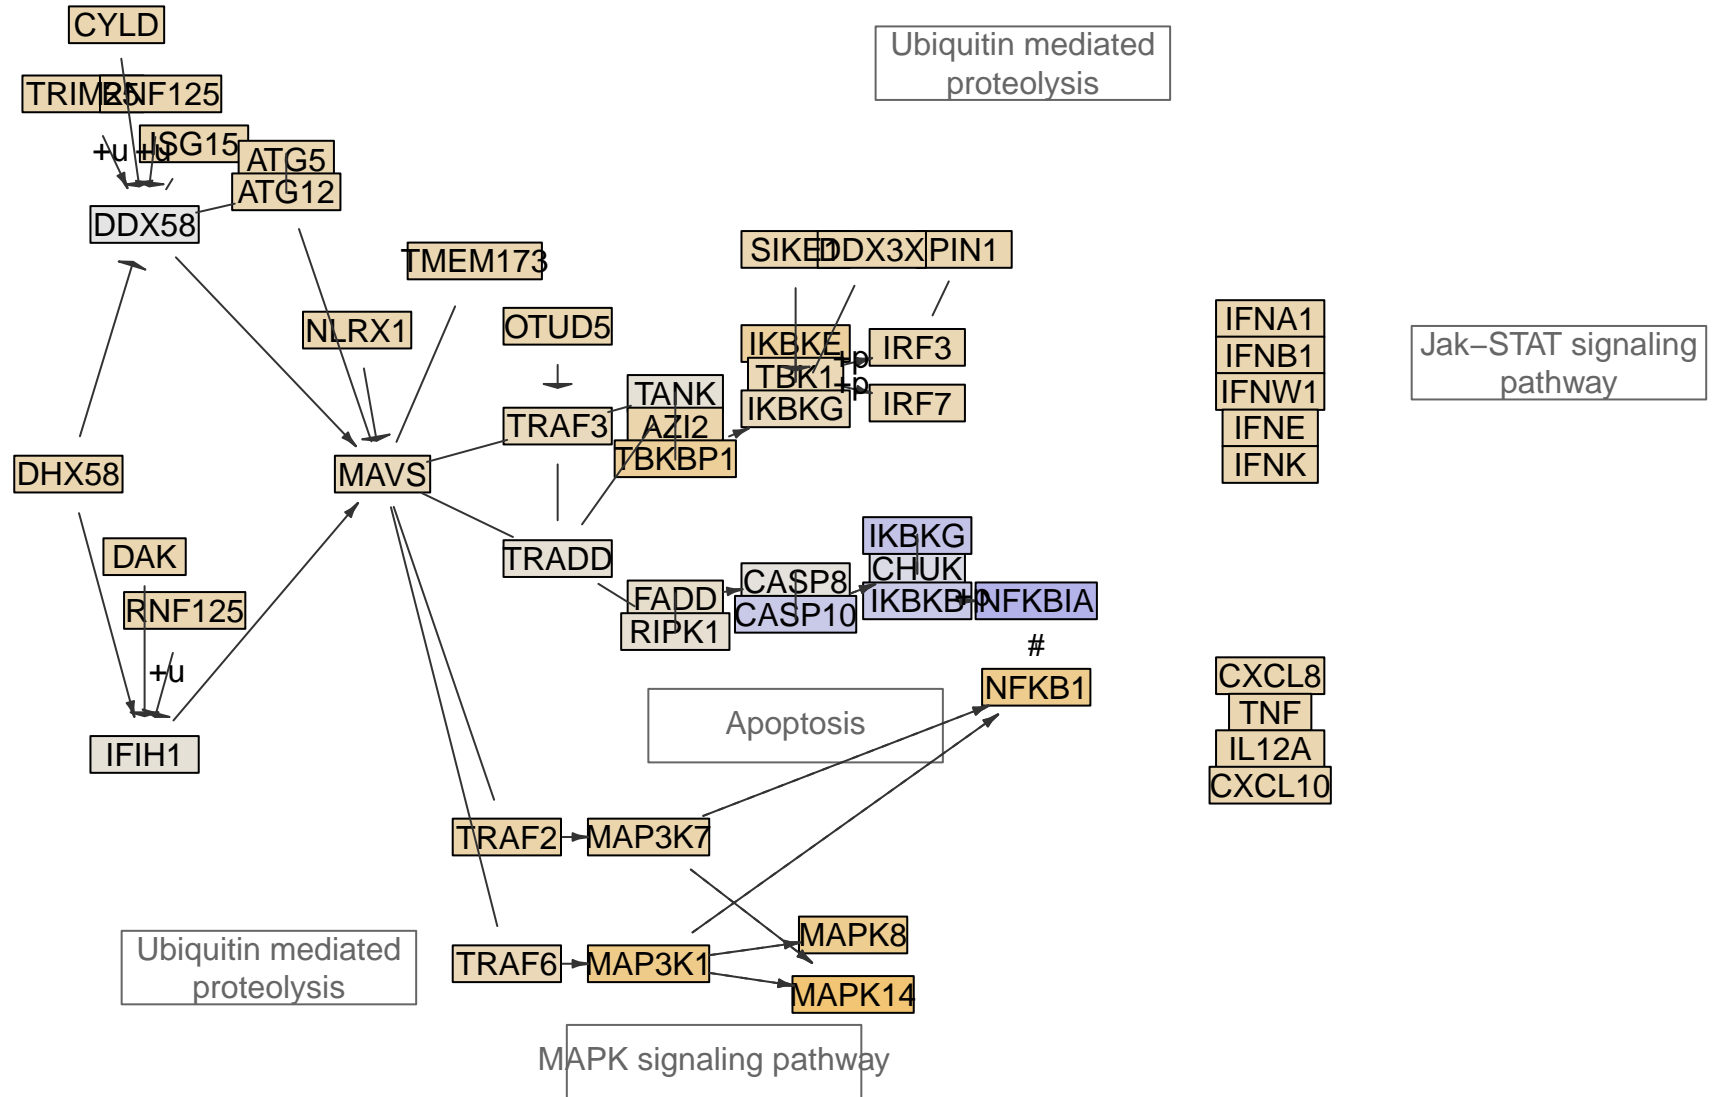 CYLD
Ubiquitin mediated
proteolysis
TRIM25
RNF125
ISG15
+u
+u
ATG5
ATG12
DDX58
TMEM173
SIKE1
DDX3X
PIN1
NLRX1
OTUD5
IKBKE
TBK1
IKBKG
+p
+p
IRF3
IRF7
IFNA1
IFNB1
IFNW1
IFNE
IFNK
Jak−STAT signaling
pathway
TANK
AZI2
TBKBP1
TRAF3
DHX58
MAVS
DAK
RNF125
+u
IFIH1
TRADD
FADD
RIPK1
CASP8
CASP10
IKBKG
CHUK
IKBKB
+p
NFKBIA
#
NFKB1
CXCL8
TNF
IL12A
CXCL10
Apoptosis
TRAF2
MAP3K7
TRAF6
MAP3K1
MAPK8
MAPK14
Ubiquitin mediated
proteolysis
MAPK signaling pathway